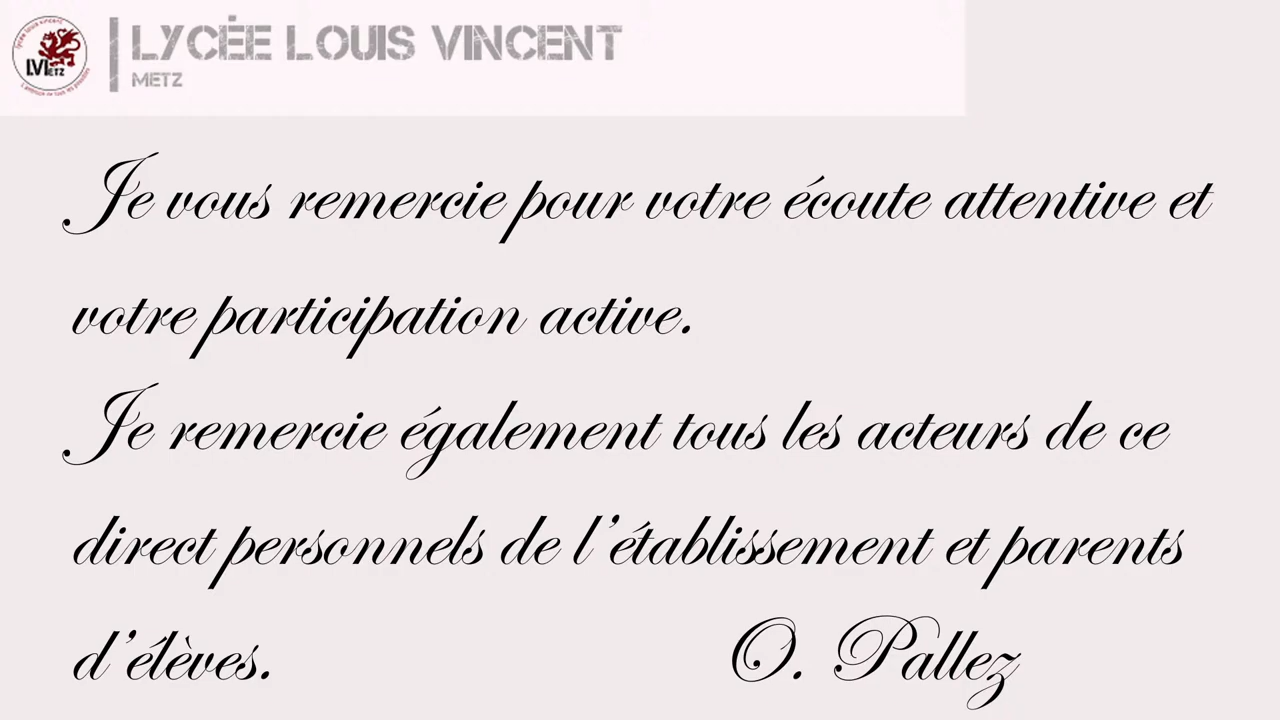 LYCÉE LOUIS VINCENT
METZ
Je vous remercie pour votre écoute attentive et
votre participation active.
Je remercie également tous les acteurs de ce
direct personnels de l'établissement et parents
d'élèves. O. Pallez